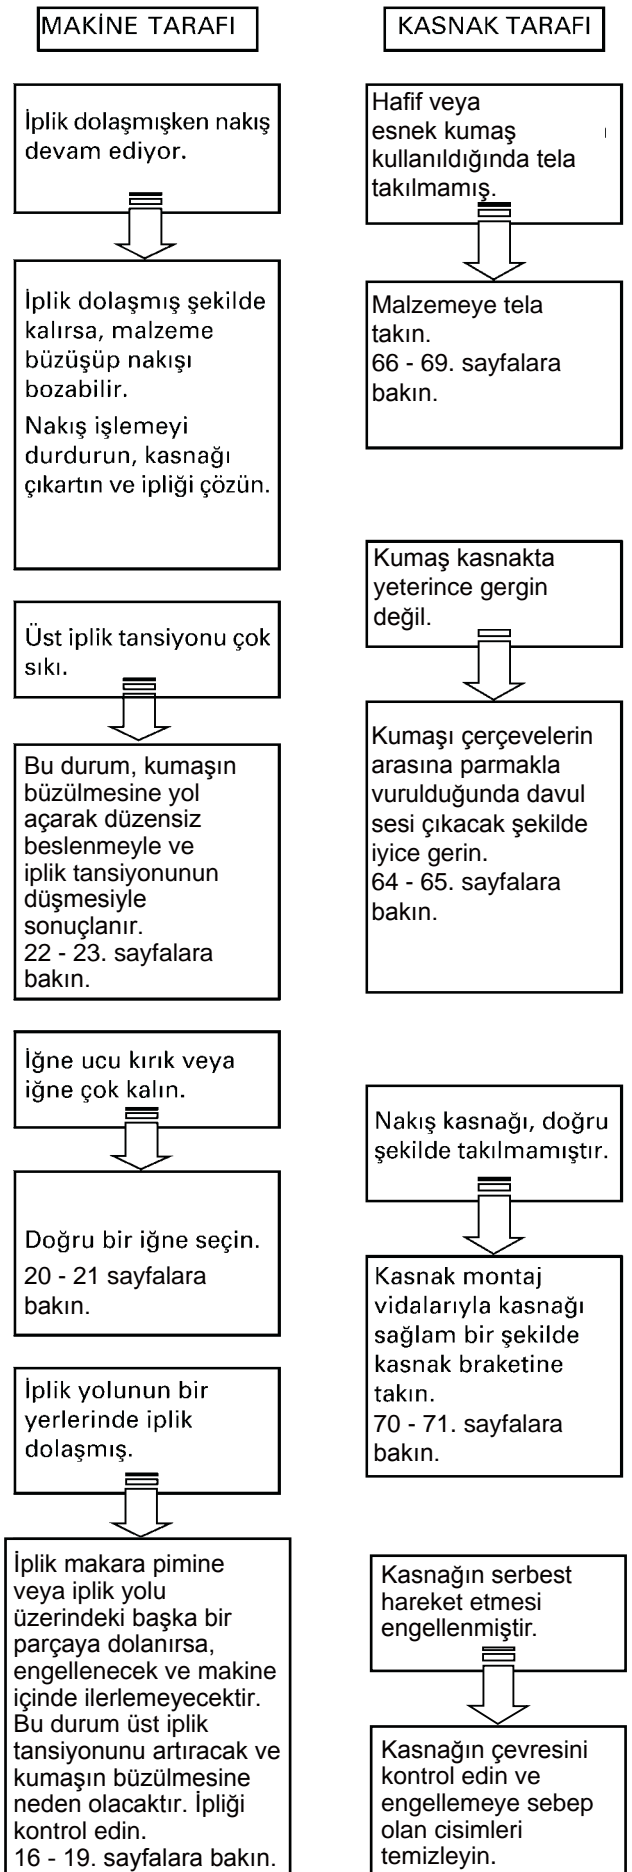 MAKİNE TARAFI
İplik dolaşmışken nakış
devam ediyor.
İplik dolaşmış şekilde
kalırsa, malzeme
büzüşüp nakışı
bozabilir.
Nakış işlemeyi
durdurun, kasnağı
çıkartın ve ipliği çözün.
Üst iplik tansiyonu çok
sıkı.
Bu durum, kumaşın
büzülmesine yol
açarak düzensiz
beslenmeyle ve
iplik tansiyonunun
düşmesiyle
sonuçlanır.
22 - 23. sayfalara
bakın.
İğne ucu kırık veya
iğne çok kalın.
Doğru bir iğne seçin.
20 - 21 sayfalara
bakın.
İplik yolunun bir
yerlerinde iplik
dolaşmış.
İplik makara pimine
veya iplik yolu
üzerindeki başka bir
parçaya dolanırsa,
engellenecek ve makine
içinde ilerlemeyecektir.
Bu durum üst iplik
tansiyonunu artıracak ve
kumaşın büzülmesine
neden olacaktır. İpliği
kontrol edin.
16 - 19. sayfalara bakın.
KASNAK TARAFI
Hafif veya
esnek kumaş
kullanıldığında tela
takılmamış.
Malzemeye tela
takın.
66 - 69. sayfalara
bakın.
Kumaş kasnakta
yeterince gergin
değil.
Kumaşı çerçevelerin
arasına parmakla
vurulduğunda davul
sesi çıkacak şekilde
iyice gerin.
64 - 65. sayfalara
bakın.
Nakış kasnağı, doğru
şekilde takılmamıştır.
Kasnak montaj
vidalarıyla kasnağı
sağlam bir şekilde
kasnak braketine
takın.
70 - 71. sayfalara
bakın.
Kasnağın serbest
hareket etmesi
engellenmiştir.
Kasnağın çevresini
kontrol edin ve
engellemeye sebep
olan cisimleri
temizleyin.